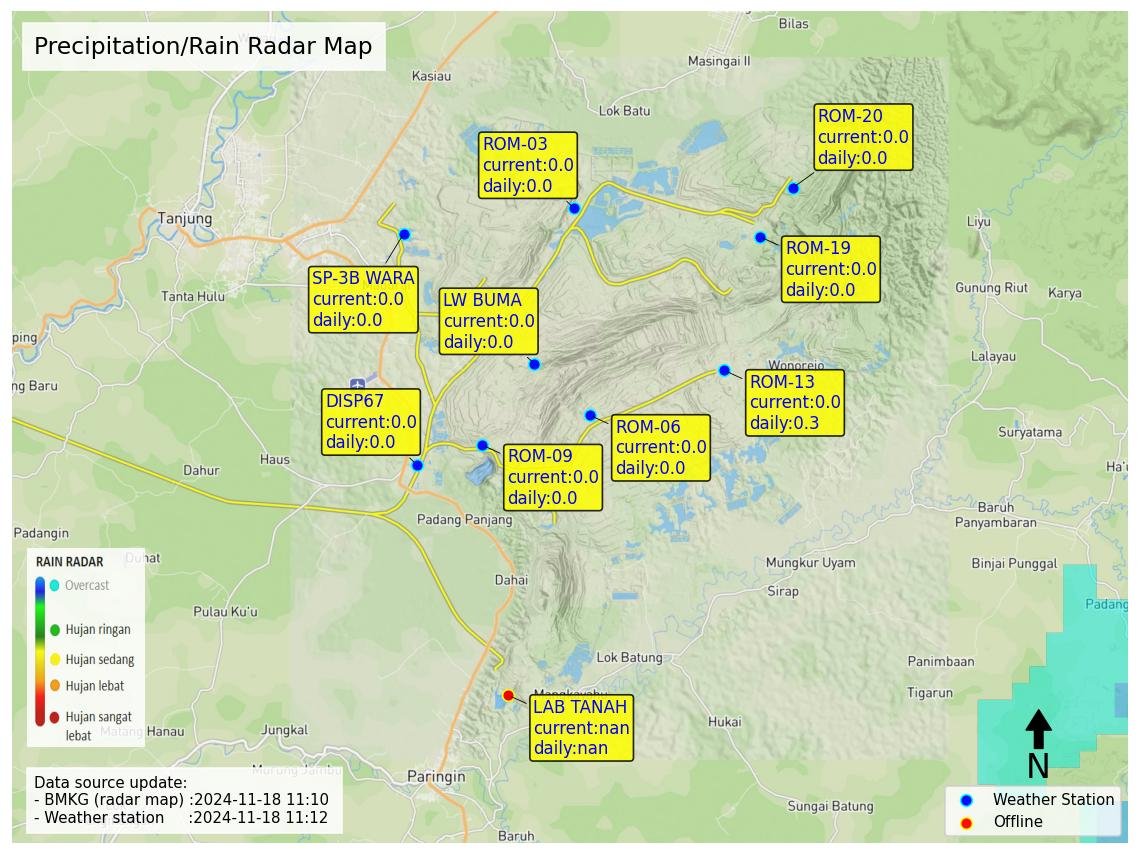 Precipitation/Rain Radar Map
Bilas
Masingai II
Kasiau
Lok Batu
ROM-20
current:0.0
daily:0.0
ROM-03
current:0.0
daily:0.0
Tanjung
Liyu
ROM-19
current:0.0
daily:0.0
SP-3B WARA
current:0.0
daily:0.0
LW BUMA
current:0.0
daily:0.0
Tanta Hulu
Gunung Riut
Karya
ping
Lalayau
Wonorejo
ng Baru
ROM-13
current:0.0
daily:0.3
DISP67
current:0.0
daily:0.0
ROM-06
current:0.0
daily:0.0
Suryatama
ROM-09
current:0.0
daily:0.0
Haus
Dahur
Ha'u
Baruh
Panyambaran
Padang Panjang
Padangin
Duhat
Mungkur Uyam
Binjai Punggal
Dahai
Sirap
Padang
Pulau Ku'u
RAIN RADAR
Overcast
Hujan ringan
Hujan sedang
Hujan lebat
Hujan sangat
lebat
Lok Batung
Panimbaan
Tigarun
Mangkayahu
LAB TANAH
current:nan
daily:nan
Hukai
Matang Hanau
Jungkal
Murung Jambu
Paringin
N
Sungai Batung
Baruh
Data source update:
- BMKG (radar map) :2024-11-18 11:10
- Weather station :2024-11-18 11:12
Weather Station
Offline